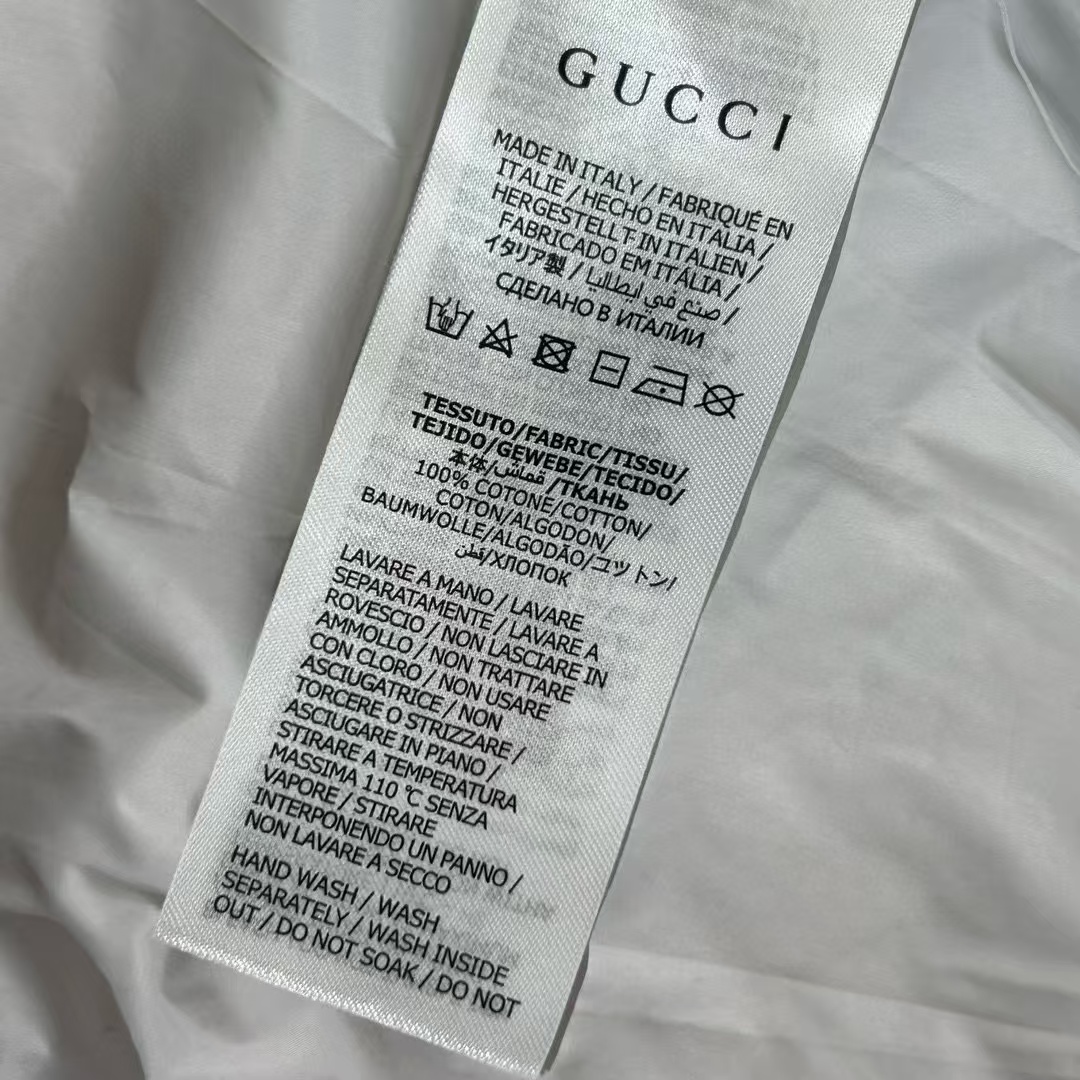 GUCCI
MADE IN ITALY / FABRIQUÉ EN
ITALIE / HECHO EN ITALIA /
HERGESTELLT IN ITALIEN /
FABRICADO EM ITÁLIA /
イタリア製 / صنع في ايطاليا /
СДЕЛАНО В ИТАЛИИ
TESSUTO/FABRIC/TISSU/
TEJIDO/GEWEBE/TECIDO/
本体/قماش/ТКАНЬ
100% COTONE/COTTON/
COTON/ALGODON/
BAUMWOLLE/ALGODÃO/コットン/
قطن/ХЛОПОК
LAVARE A MANO / LAVARE
SEPARATAMENTE / LAVARE A
ROVESCIO / NON LASCIARE IN
AMMOLLO / NON TRATTARE
CON CLORO / NON USARE
ASCIUGATRICE / NON
TORCERE O STRIZZARE /
ASCIUGARE IN PIANO /
STIRARE A TEMPERATURA
MASSIMA 110 °C SENZA
VAPORE / STIRARE
INTERPONENDO UN PANNO /
NON LAVARE A SECCO
HAND WASH / WASH
SEPARATELY / WASH INSIDE
OUT / DO NOT SOAK / DO NOT